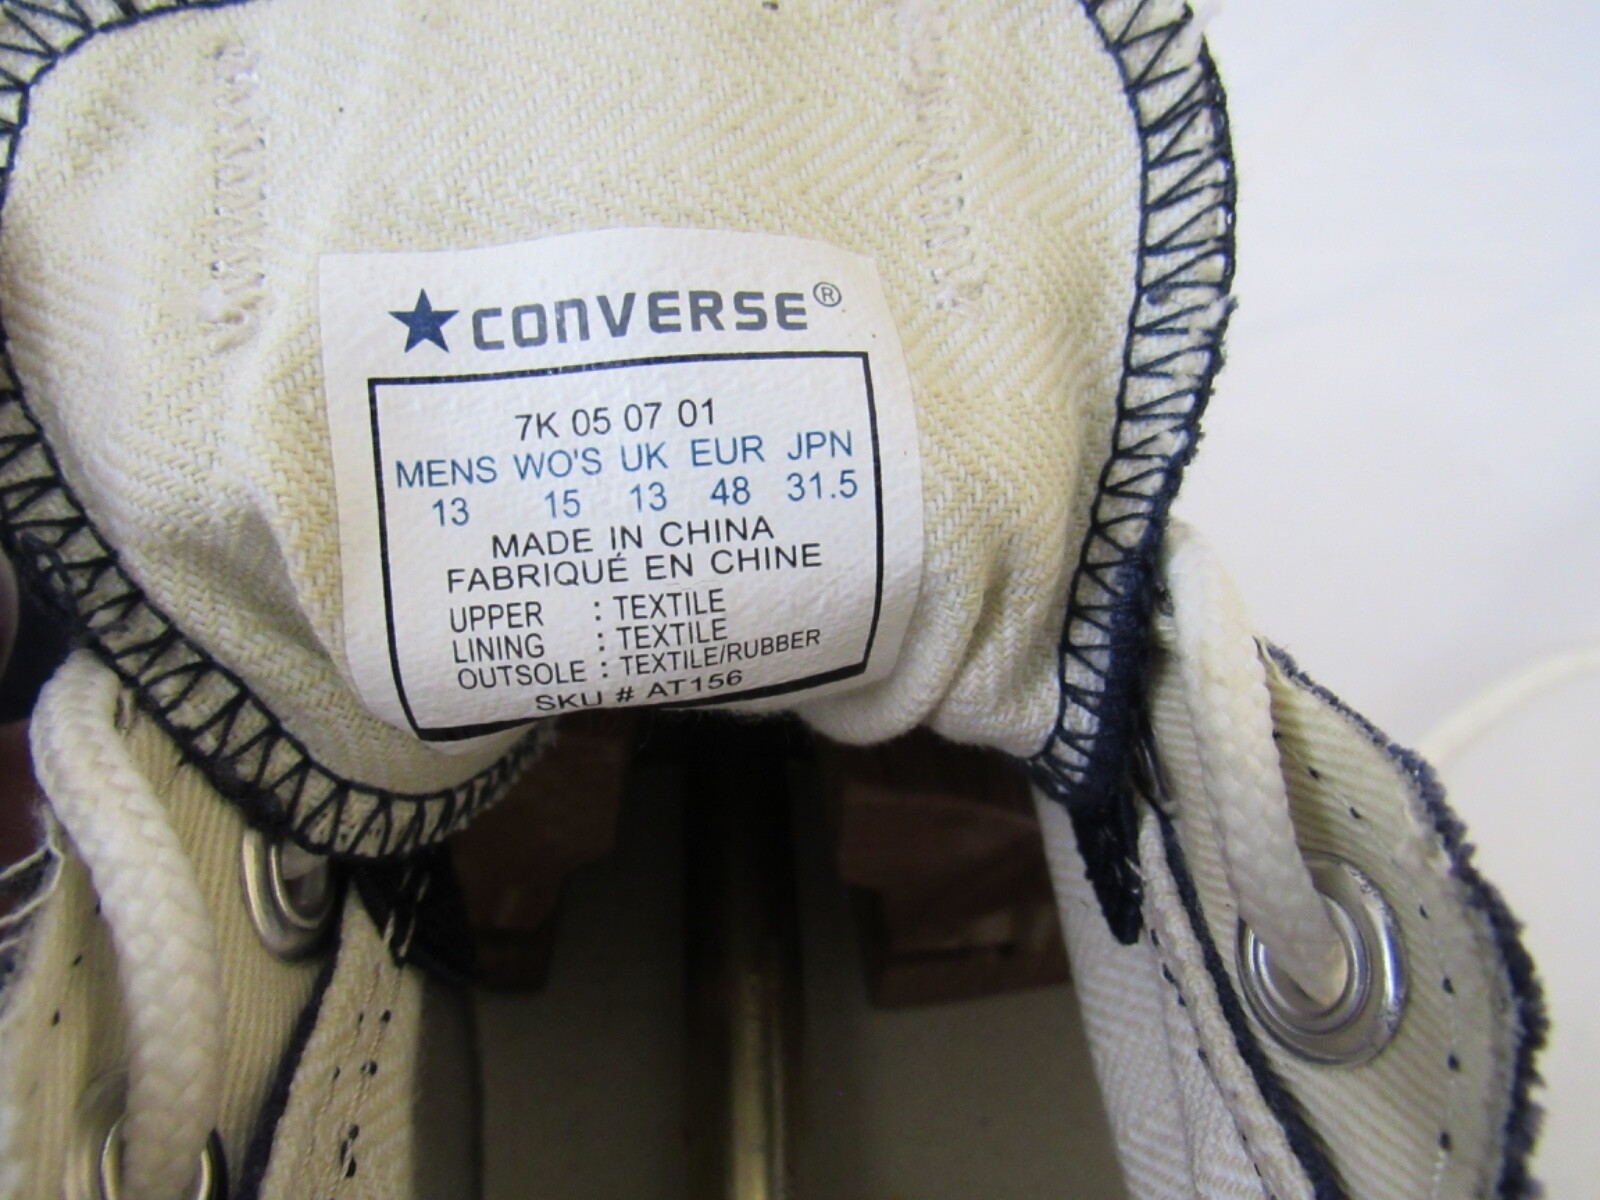 ★CONVERSE®
7K 05 07 01
MENS WO'S UK EUR JPN
13 15 13 48 31.5
MADE IN CHINA
FABRIQUÉ EN CHINE
UPPER : TEXTILE
LINING : TEXTILE
OUTSOLE : TEXTILE/RUBBER
SKU # AT156